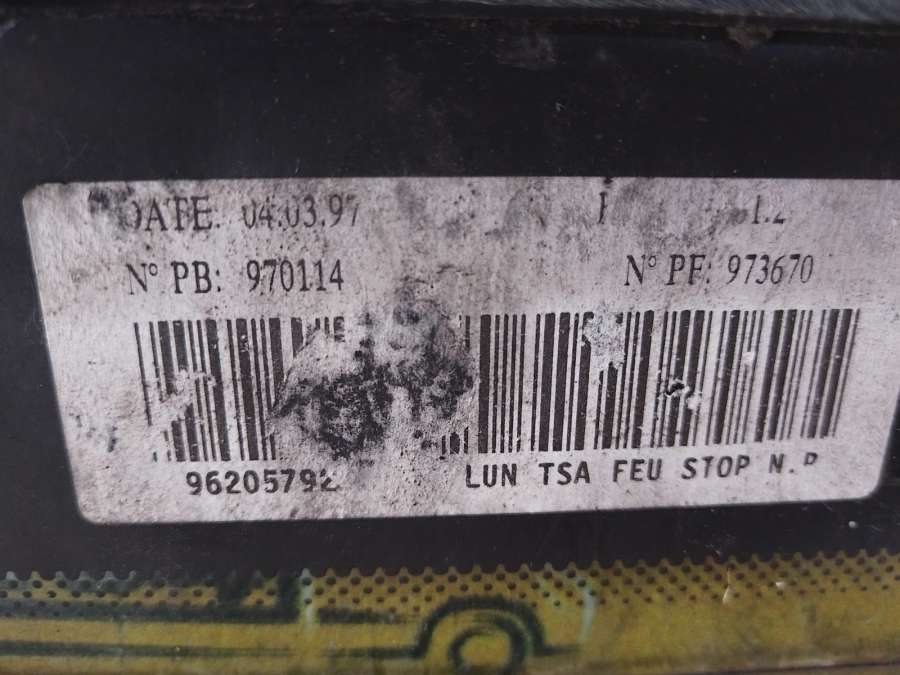 DATE: 04.03.97
N° PB: 970114 N° PF: 973670
96205792 LUN TSA FEU STOP N.P